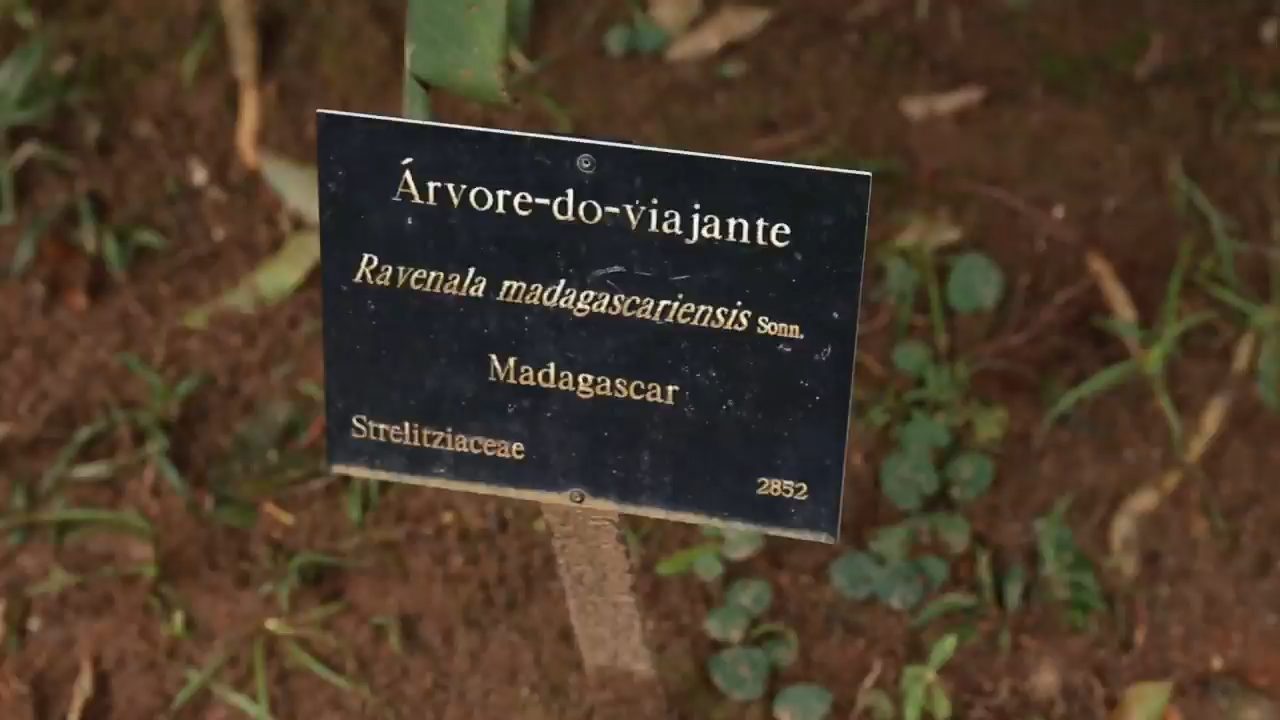 Árvore-do-viajante
Ravenala madagascariensis Sonn.
Madagascar
Strelitziaceae
2852